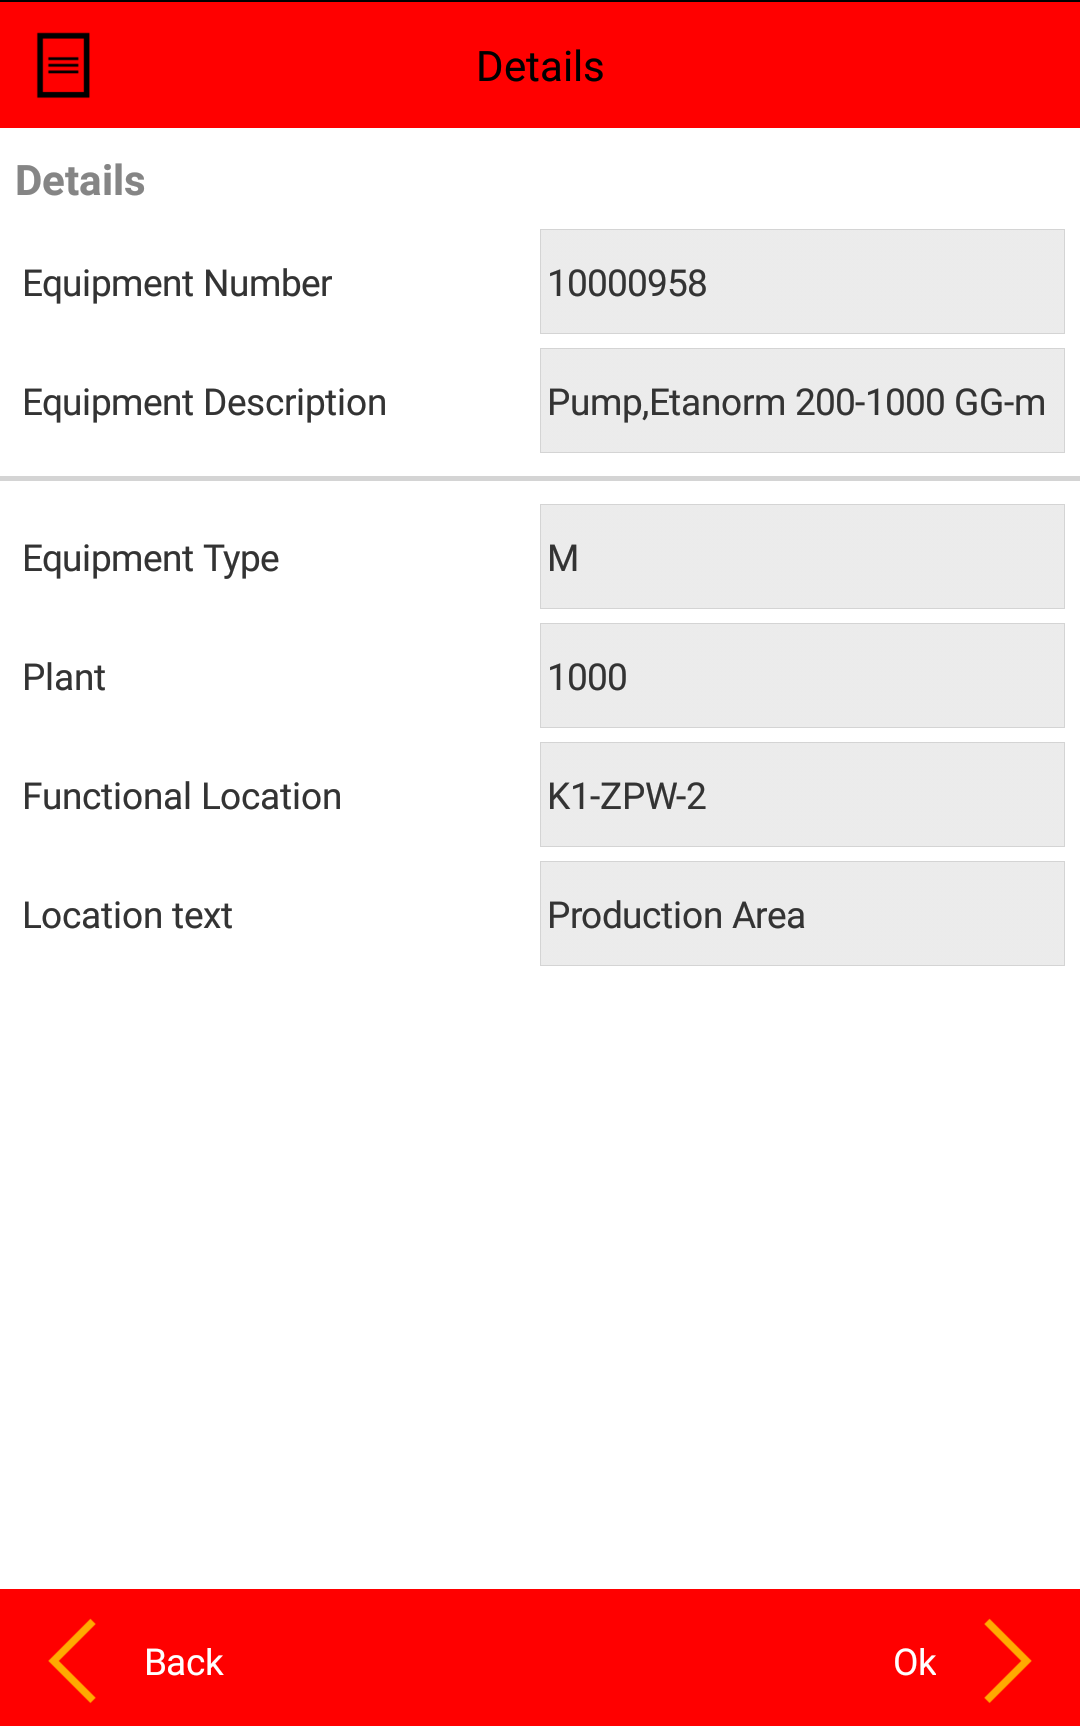 Details
Details
Equipment Number 10000958
Equipment Description Pump,Etanorm 200-1000 GG-m
Equipment Type M
Plant 1000
Functional Location K1-ZPW-2
Location text Production Area
Back Ok